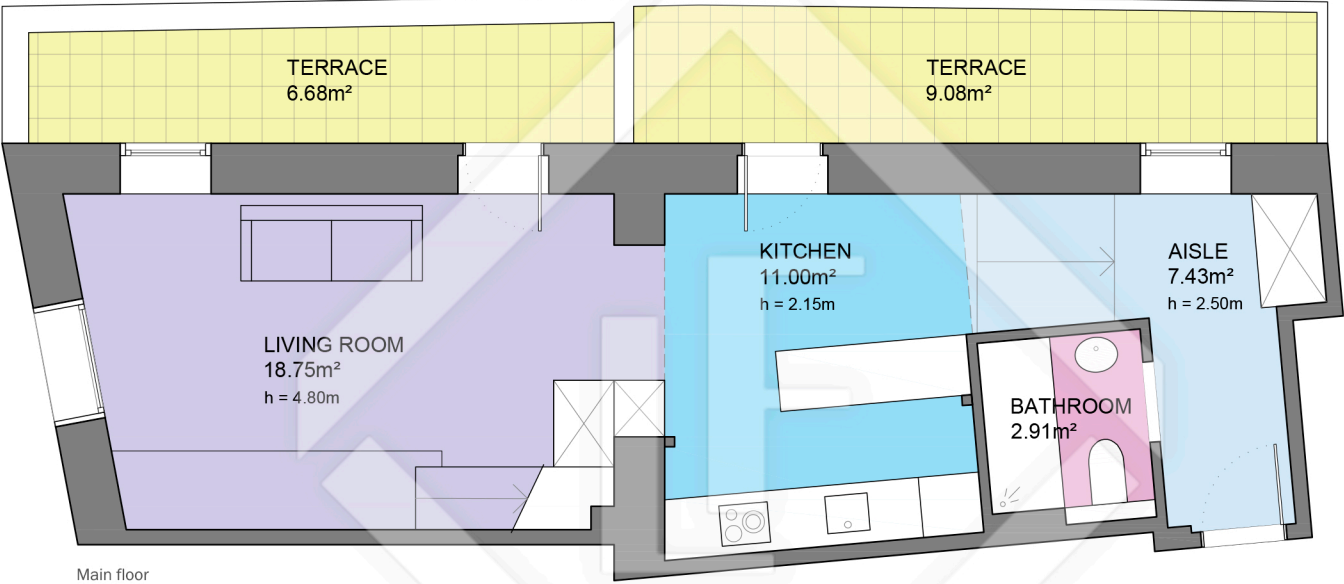 TERRACE
6.68m²
TERRACE
9.08m²
LIVING ROOM
18.75m²
h = 4.80m
KITCHEN
11.00m²
h = 2.15m
AISLE
7.43m²
h = 2.50m
BATHROOM
2.91m²
Main floor